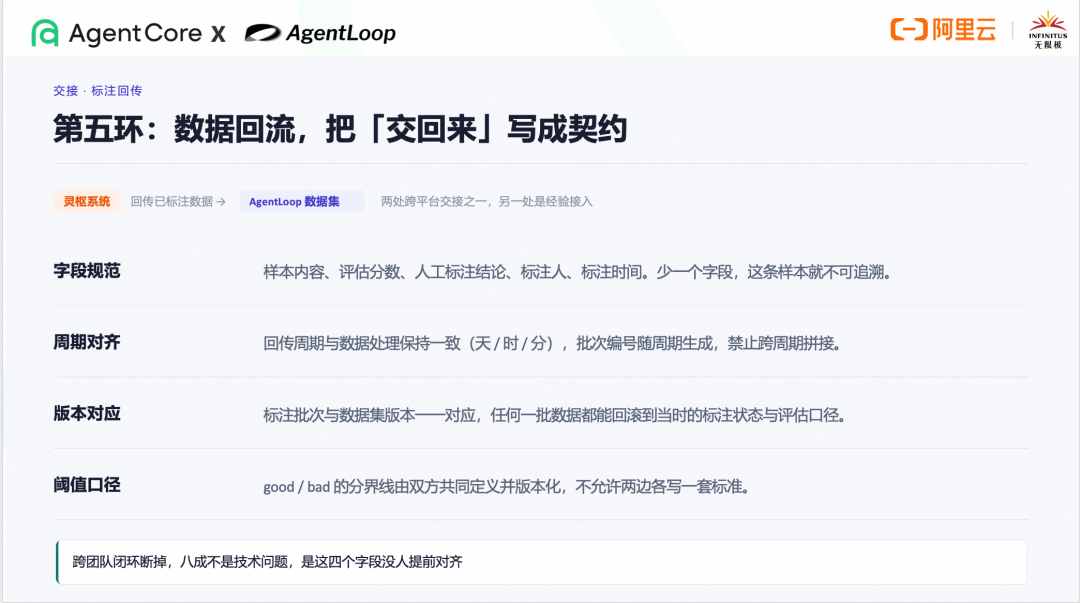 AgentCore x AgentLoop
阿里云
INFINITUS
无限极
交接 · 标注回传
第五环：数据回流，把「交回来」写成契约
灵枢系统 回传已标注数据 → AgentLoop 数据集 两处跨平台交接之一，另一处是经验接入
字段规范 样本内容、评估分数、人工标注结论、标注人、标注时间。少一个字段，这条样本就不可追溯。
周期对齐 回传周期与数据处理保持一致（天 / 时 / 分），批次编号随周期生成，禁止跨周期拼接。
版本对应 标注批次与数据集版本一一对应，任何一批数据都能回滚到当时的标注状态与评估口径。
阈值口径 good / bad 的分界线由双方共同定义并版本化，不允许两边各写一套标准。
跨团队闭环断掉，八成不是技术问题，是这四个字段没人提前对齐